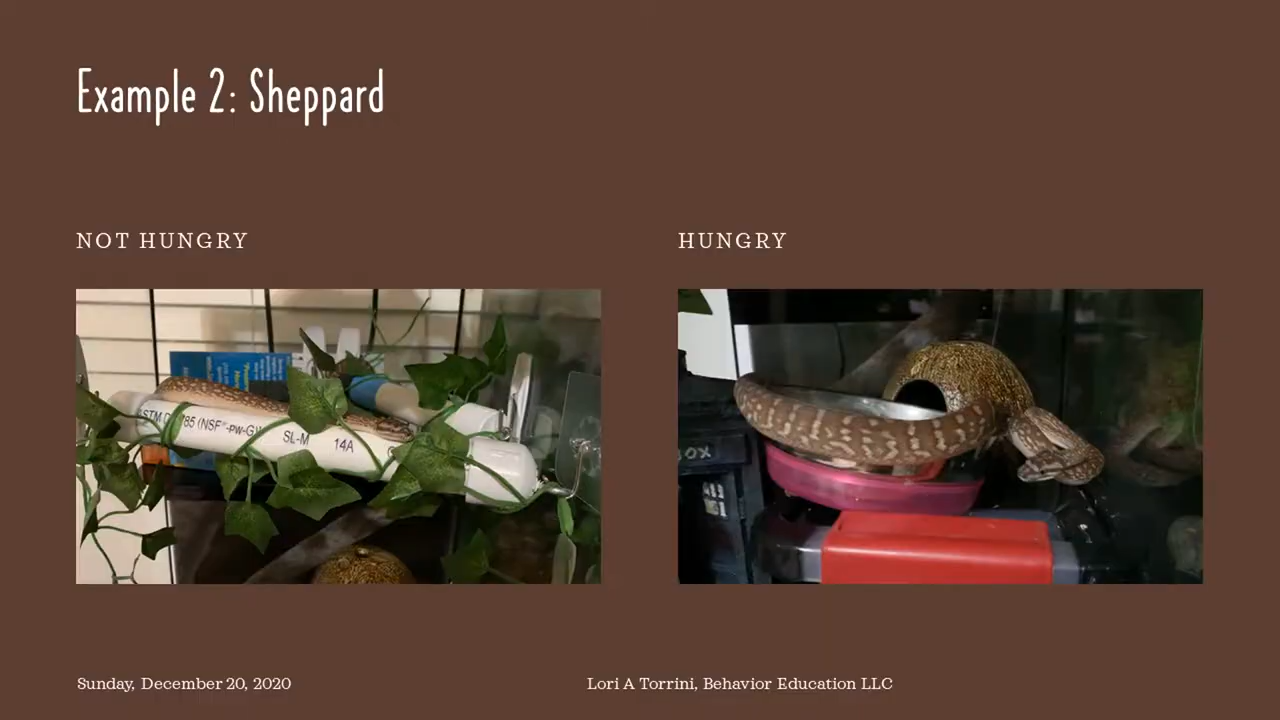 Example 2: Sheppard
NOT HUNGRY
HUNGRY
SL-M
14A
Sunday, December 20, 2020
Lori A Torrini, Behavior Education LLC